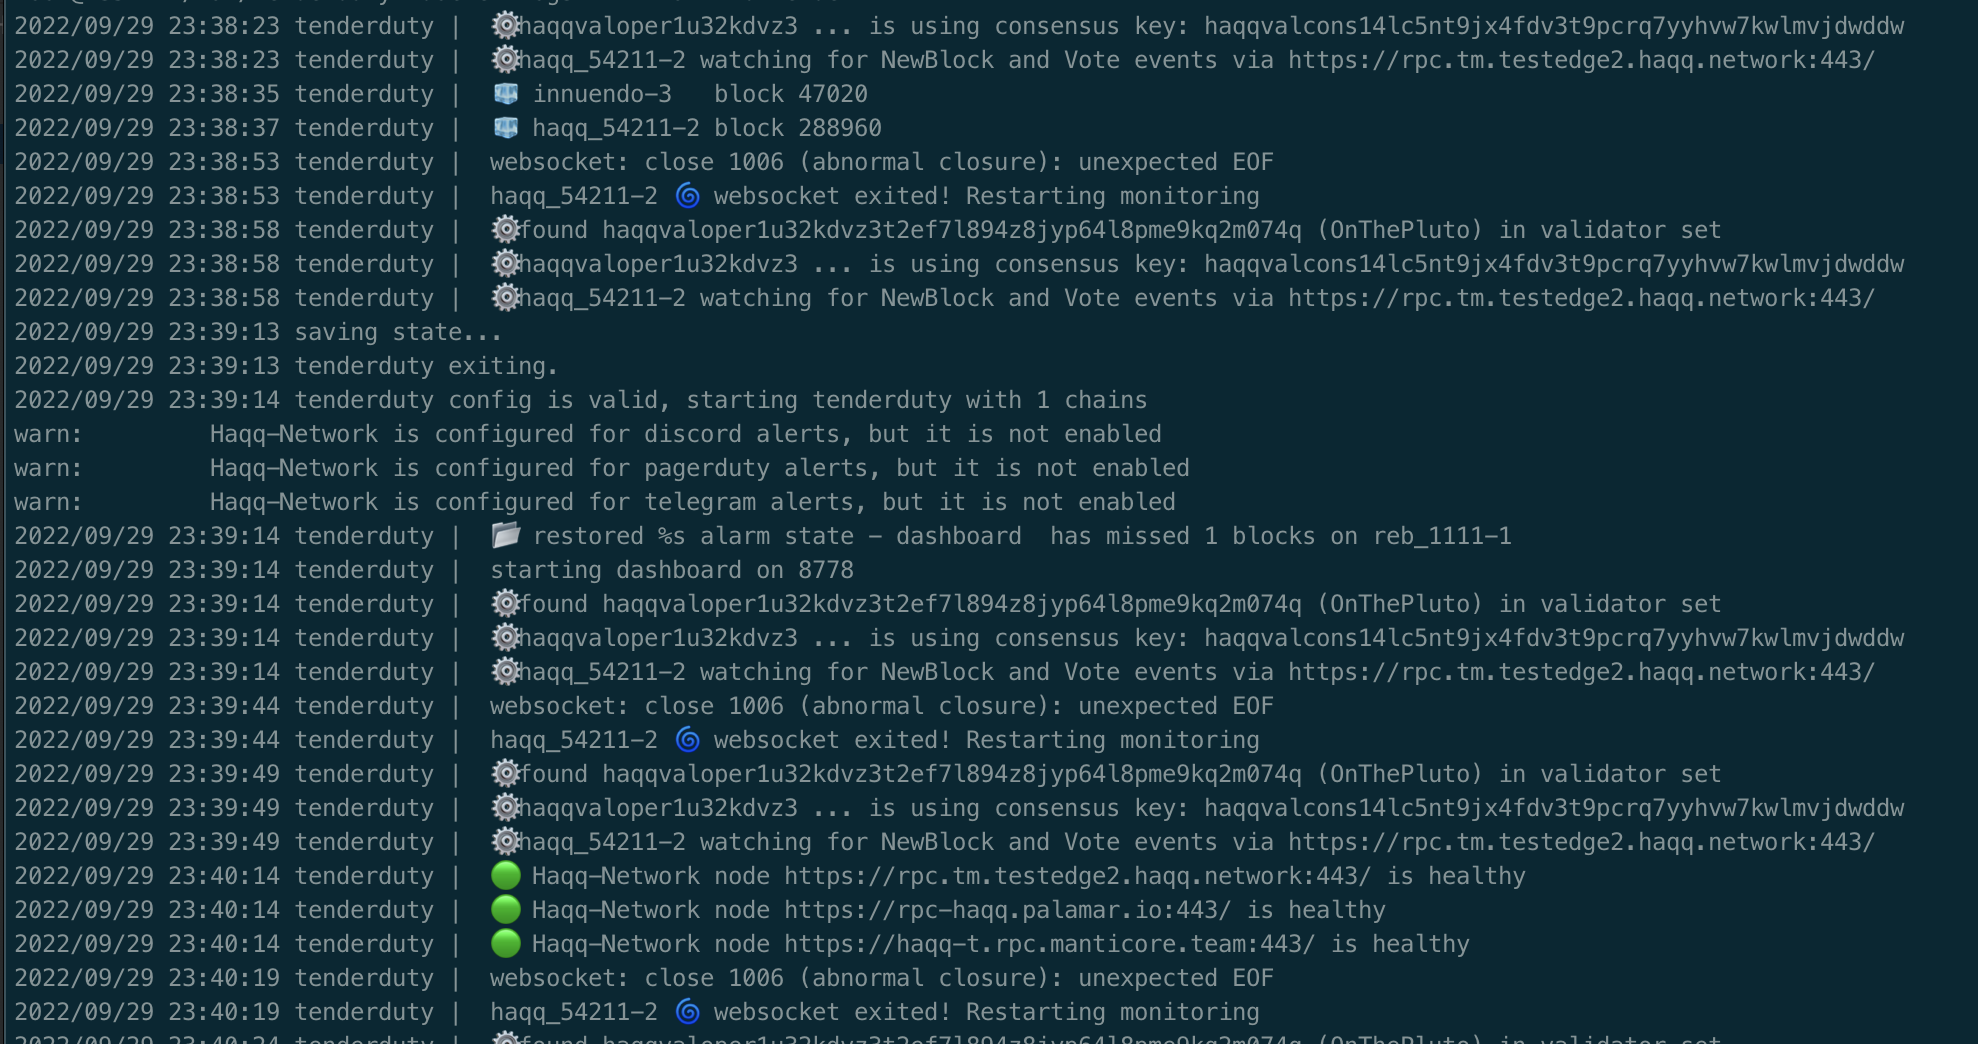 2022/09/29 23:38:23 tenderduty | ⚙️haqqvaloper1u32kdvz3 ... is using consensus key: haqqvalcons14lc5nt9jx4fdv3t9pcrq7yyhvw7kwlmvjdwddw
2022/09/29 23:38:23 tenderduty | ⚙️haqq_54211-2 watching for NewBlock and Vote events via https://rpc.tm.testedge2.haqq.network:443/
2022/09/29 23:38:35 tenderduty | 🧊 innuendo-3   block 47020
2022/09/29 23:38:37 tenderduty | 🧊 haqq_54211-2 block 288960
2022/09/29 23:38:53 tenderduty | websocket: close 1006 (abnormal closure): unexpected EOF
2022/09/29 23:38:53 tenderduty | haqq_54211-2 🌀 websocket exited! Restarting monitoring
2022/09/29 23:38:58 tenderduty | ⚙️found haqqvaloper1u32kdvz3t2ef7l894z8jyp64l8pme9kq2m074q (OnThePluto) in validator set
2022/09/29 23:38:58 tenderduty | ⚙️haqqvaloper1u32kdvz3 ... is using consensus key: haqqvalcons14lc5nt9jx4fdv3t9pcrq7yyhvw7kwlmvjdwddw
2022/09/29 23:38:58 tenderduty | ⚙️haqq_54211-2 watching for NewBlock and Vote events via https://rpc.tm.testedge2.haqq.network:443/
2022/09/29 23:39:13 saving state...
2022/09/29 23:39:13 tenderduty exiting.
2022/09/29 23:39:14 tenderduty config is valid, starting tenderduty with 1 chains
warn:         Haqq-Network is configured for discord alerts, but it is not enabled
warn:         Haqq-Network is configured for pagerduty alerts, but it is not enabled
warn:         Haqq-Network is configured for telegram alerts, but it is not enabled
2022/09/29 23:39:14 tenderduty | 📂 restored %s alarm state - dashboard  has missed 1 blocks on reb_1111-1
2022/09/29 23:39:14 tenderduty | starting dashboard on 8778
2022/09/29 23:39:14 tenderduty | ⚙️found haqqvaloper1u32kdvz3t2ef7l894z8jyp64l8pme9kq2m074q (OnThePluto) in validator set
2022/09/29 23:39:14 tenderduty | ⚙️haqqvaloper1u32kdvz3 ... is using consensus key: haqqvalcons14lc5nt9jx4fdv3t9pcrq7yyhvw7kwlmvjdwddw
2022/09/29 23:39:14 tenderduty | ⚙️haqq_54211-2 watching for NewBlock and Vote events via https://rpc.tm.testedge2.haqq.network:443/
2022/09/29 23:39:44 tenderduty | websocket: close 1006 (abnormal closure): unexpected EOF
2022/09/29 23:39:44 tenderduty | haqq_54211-2 🌀 websocket exited! Restarting monitoring
2022/09/29 23:39:49 tenderduty | ⚙️found haqqvaloper1u32kdvz3t2ef7l894z8jyp64l8pme9kq2m074q (OnThePluto) in validator set
2022/09/29 23:39:49 tenderduty | ⚙️haqqvaloper1u32kdvz3 ... is using consensus key: haqqvalcons14lc5nt9jx4fdv3t9pcrq7yyhvw7kwlmvjdwddw
2022/09/29 23:39:49 tenderduty | ⚙️haqq_54211-2 watching for NewBlock and Vote events via https://rpc.tm.testedge2.haqq.network:443/
2022/09/29 23:40:14 tenderduty | 🟢 Haqq-Network node https://rpc.tm.testedge2.haqq.network:443/ is healthy
2022/09/29 23:40:14 tenderduty | 🟢 Haqq-Network node https://rpc-haqq.palamar.io:443/ is healthy
2022/09/29 23:40:14 tenderduty | 🟢 Haqq-Network node https://haqq-t.rpc.manticore.team:443/ is healthy
2022/09/29 23:40:19 tenderduty | websocket: close 1006 (abnormal closure): unexpected EOF
2022/09/29 23:40:19 tenderduty | haqq_54211-2 🌀 websocket exited! Restarting monitoring
2022/09/29 23:40:24 tenderduty | ⚙️found haqqvaloper1u32kdvz3t2ef7l894z8jyp64l8pme9kq2m074q (OnThePluto) in validator set